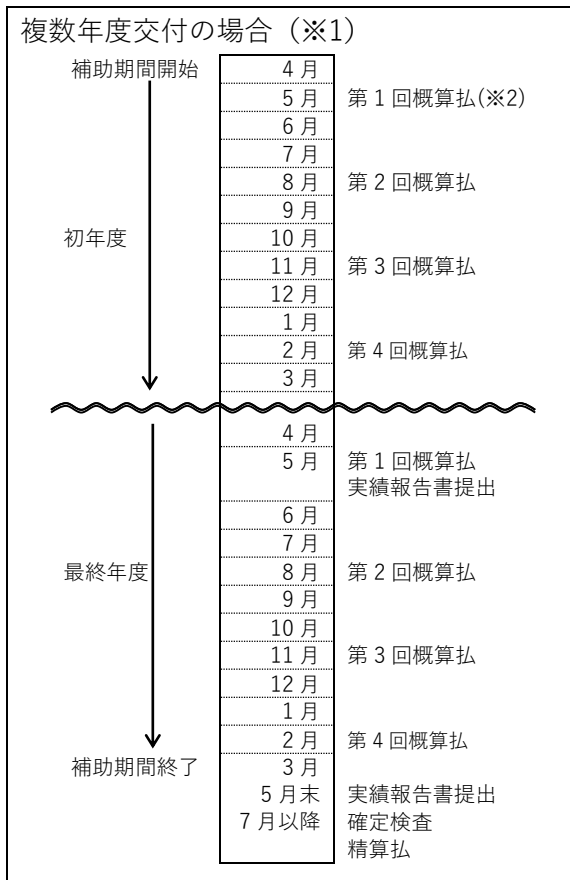 複数年度交付の場合（※1）
補助期間開始 4月
5月 第1回概算払(※2)
6月
7月
8月 第2回概算払
9月
初年度 10月
11月 第3回概算払
12月
1月
2月 第4回概算払
3月
4月
5月 第1回概算払
実績報告書提出
6月
7月
最終年度 8月 第2回概算払
9月
10月
11月 第3回概算払
12月
1月
2月 第4回概算払
補助期間終了 3月
5月末 実績報告書提出
7月以降 確定検査
精算払